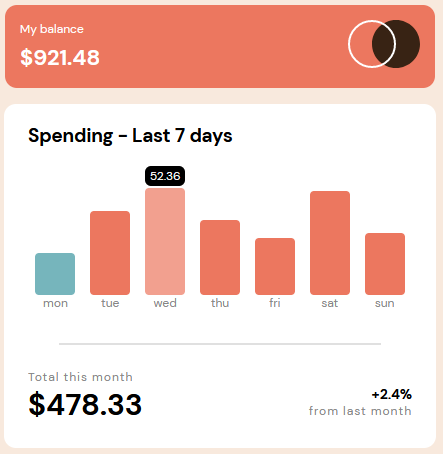 My balance
$921.48
Spending - Last 7 days
52.36
mon tue wed thu fri sat sun
Total this month
$478.33
+2.4%
from last month